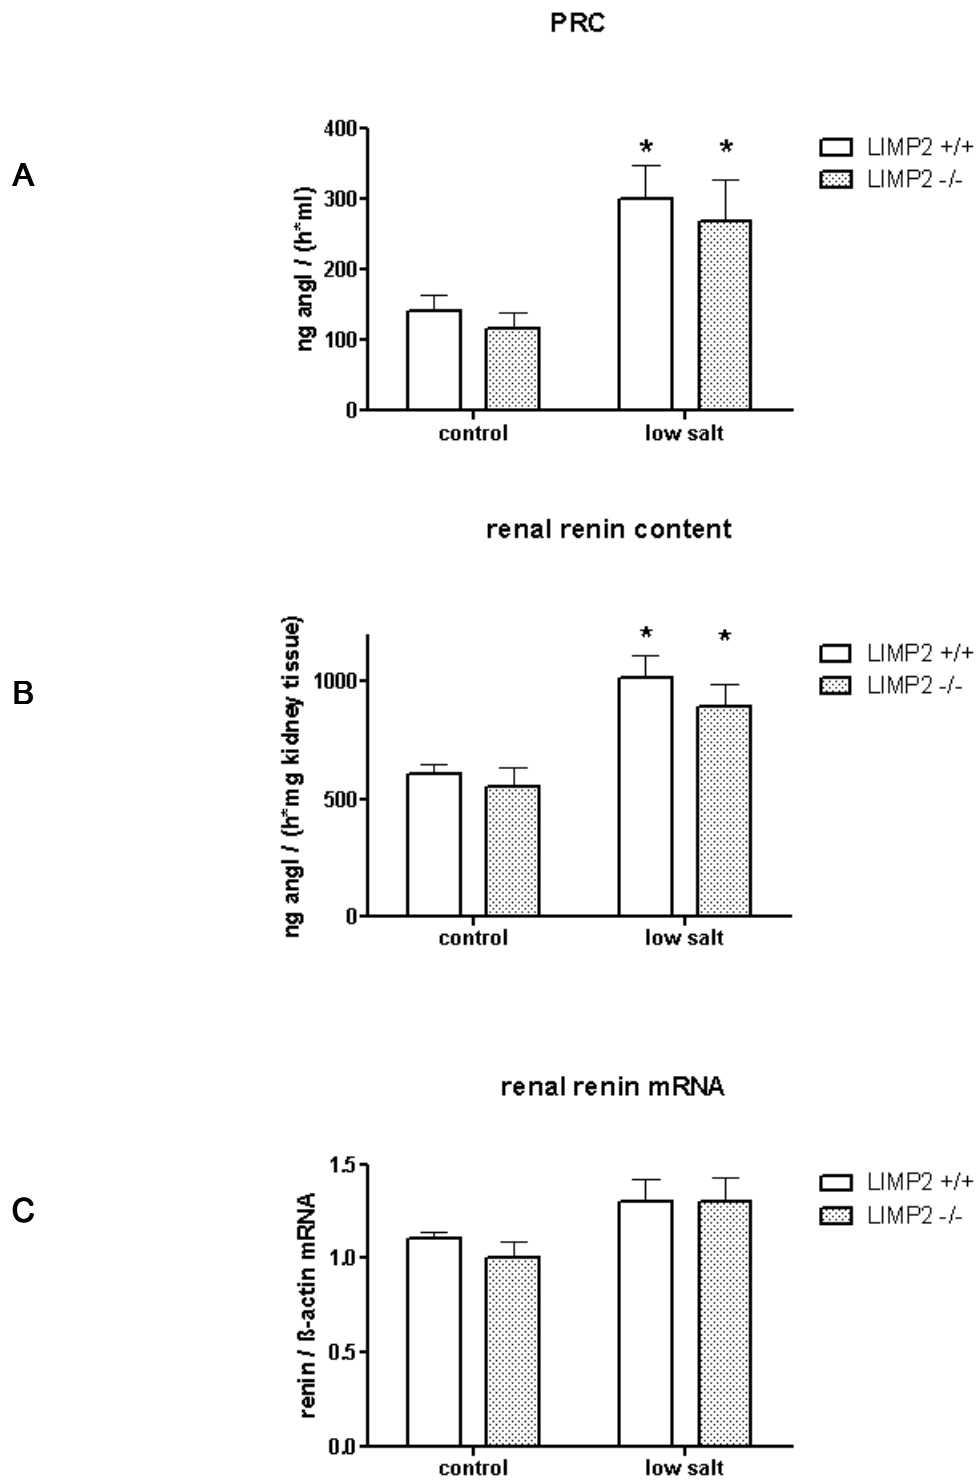 PRC
A
ng angI / (h*ml)
400
300
200
100
0
* *
control low salt
LIMP2 +/+
LIMP2 -/-
renal renin content
B
ng angI / (h*mg kidney tissue)
1000
500
0
* *
control low salt
LIMP2 +/+
LIMP2 -/-
renal renin mRNA
C
renin / ß-actin mRNA
1.5
1.0
0.5
0.0
control low salt
LIMP2 +/+
LIMP2 -/-